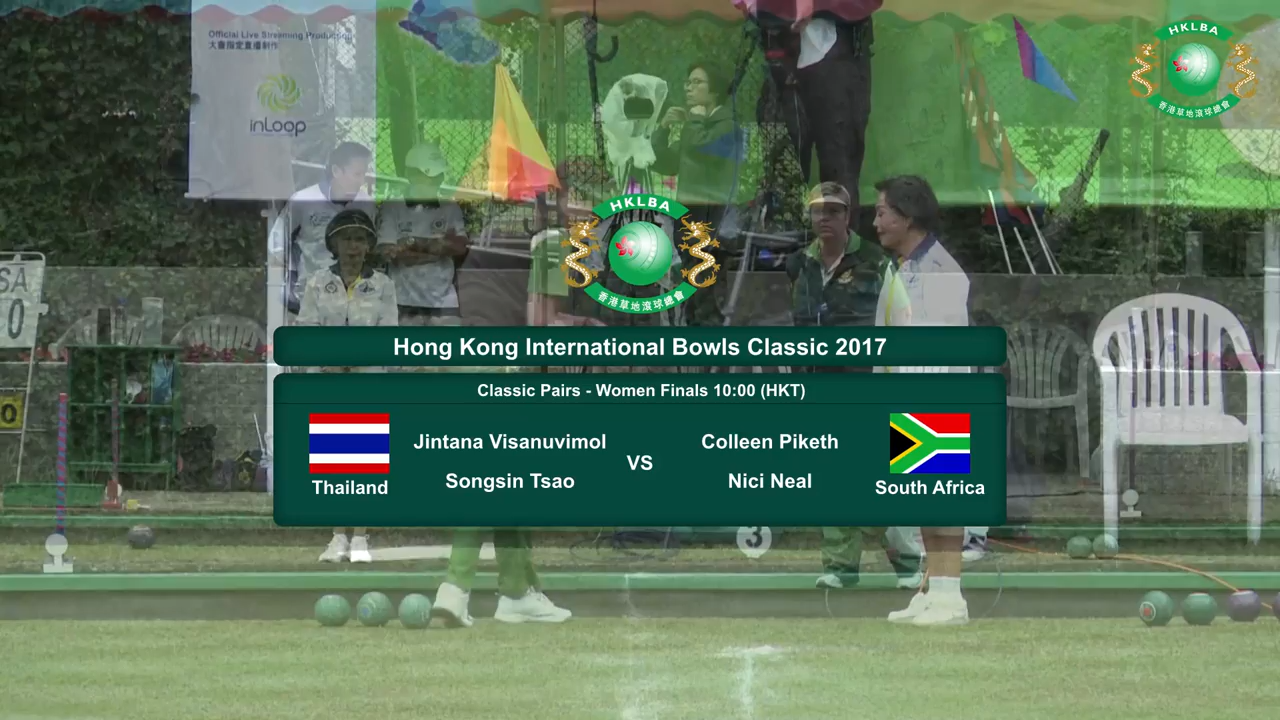 Official Live Streaming Production
大會指定直播制作
inLoop
HKLBA
香港草地滾球總會
HKLBA
香港草地滾球總會
SA
0
0
Hong Kong International Bowls Classic 2017
Classic Pairs - Women Finals 10:00 (HKT)
Jintana Visanuvimol
Songsin Tsao
Thailand
VS
Colleen Piketh
Nici Neal
South Africa
3